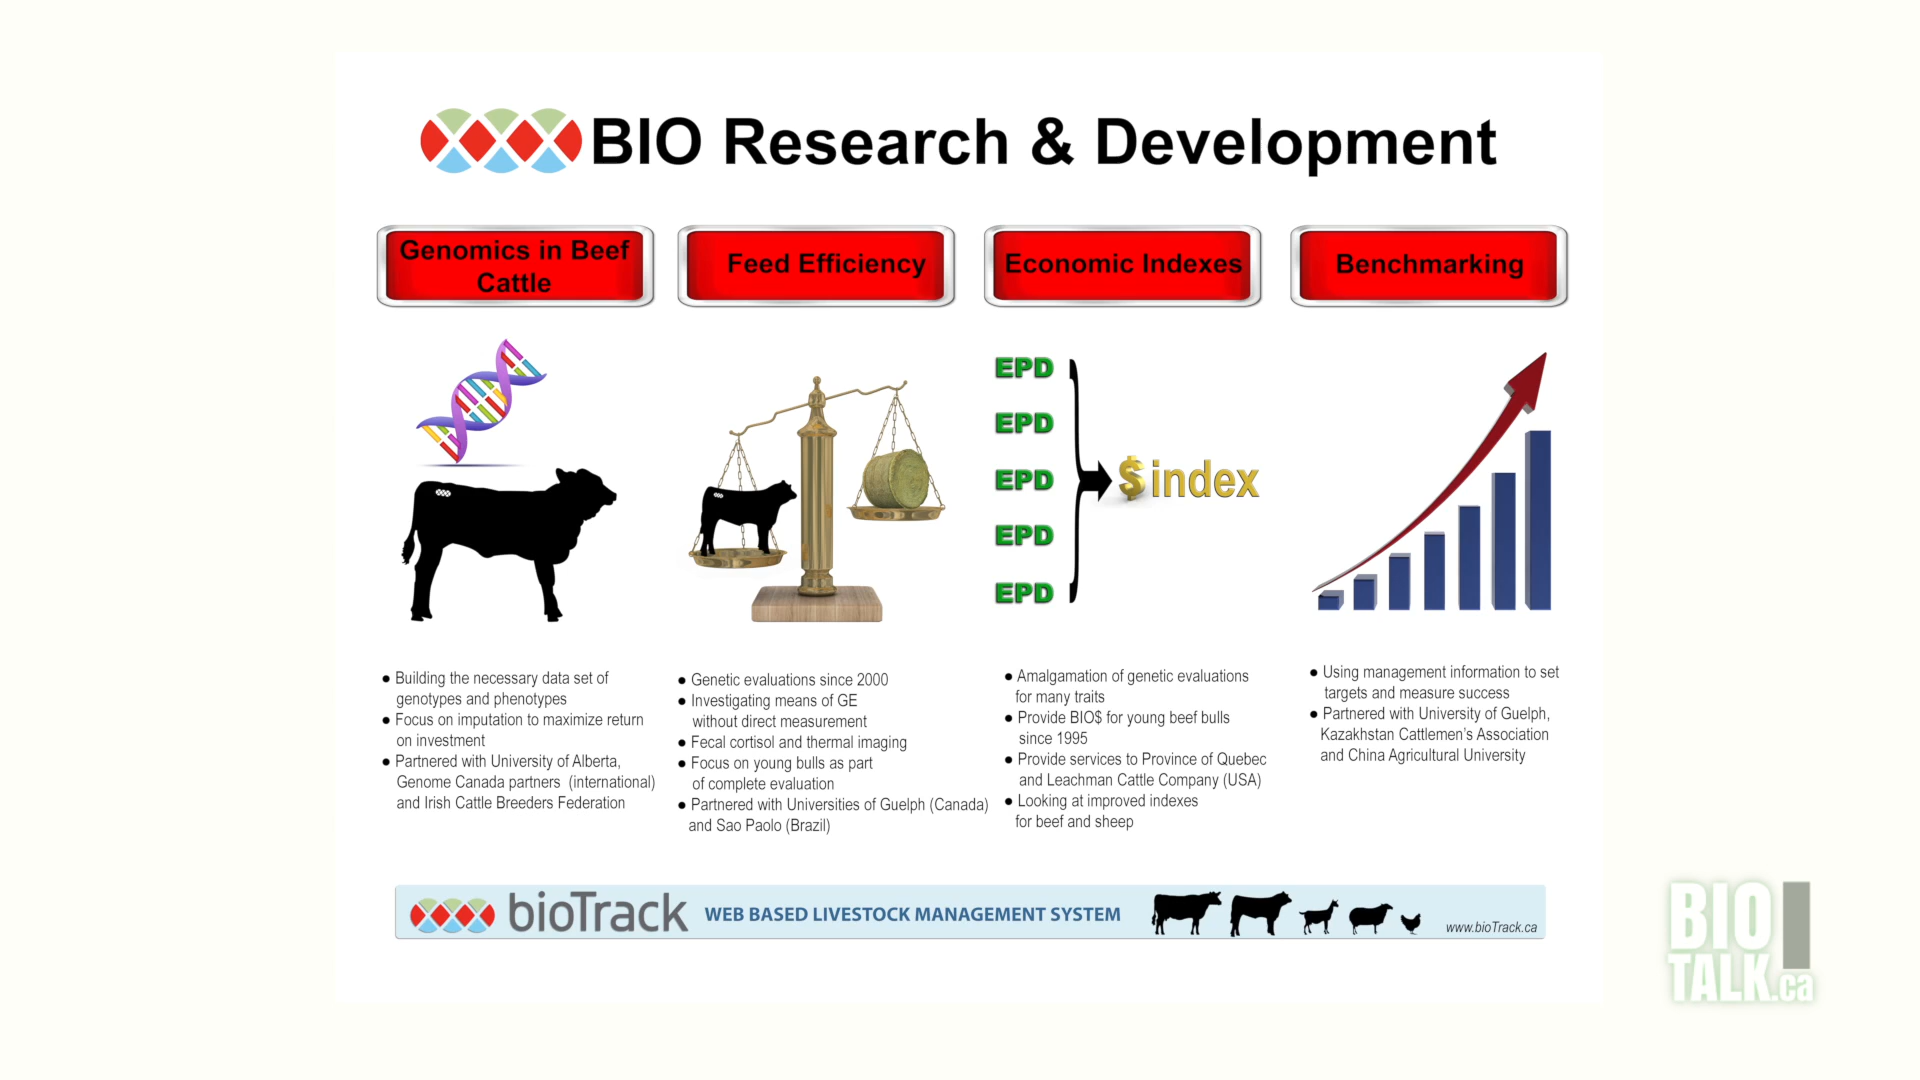 BIO Research & Development
Genomics in Beef
Cattle
Feed Efficiency
Economic Indexes
Benchmarking
EPD
EPD
EPD
EPD
EPD
$index
● Building the necessary data set of
genotypes and phenotypes
● Focus on imputation to maximize return
on investment
● Partnered with University of Alberta,
Genome Canada partners (international)
and Irish Cattle Breeders Federation
● Genetic evaluations since 2000
● Investigating means of GE
without direct measurement
● Fecal cortisol and thermal imaging
● Focus on young bulls as part
of complete evaluation
● Partnered with Universities of Guelph (Canada)
and Sao Paolo (Brazil)
● Amalgamation of genetic evaluations
for many traits
● Provide BIO$ for young beef bulls
since 1995
● Provide services to Province of Quebec
and Leachman Cattle Company (USA)
● Looking at improved indexes
for beef and sheep
● Using management information to set
targets and measure success
● Partnered with University of Guelph,
Kazakhstan Cattlemen's Association
and China Agricultural University
bioTrack
WEB BASED LIVESTOCK MANAGEMENT SYSTEM
www.bioTrack.ca
BIO
TALK.ca